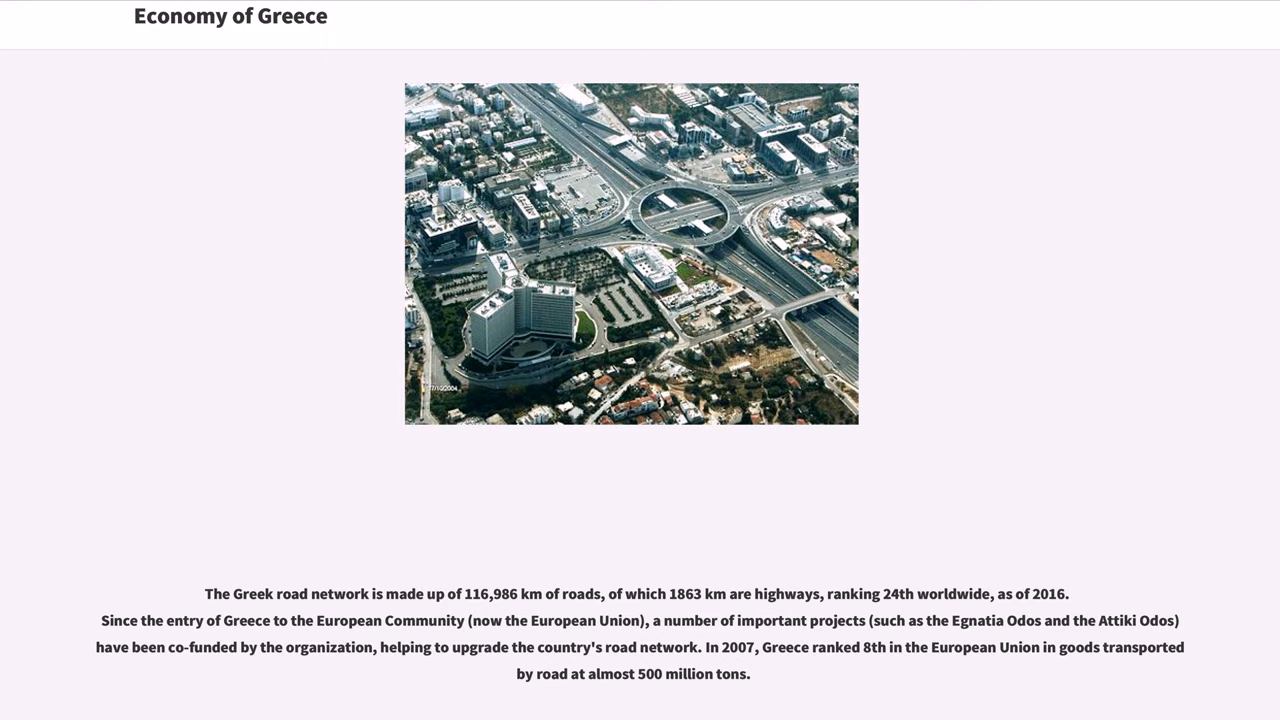 Economy of Greece
The Greek road network is made up of 116,986 km of roads, of which 1863 km are highways, ranking 24th worldwide, as of 2016.
Since the entry of Greece to the European Community (now the European Union), a number of important projects (such as the Egnatia Odos and the Attiki Odos)
have been co-funded by the organization, helping to upgrade the country's road network. In 2007, Greece ranked 8th in the European Union in goods transported
by road at almost 500 million tons.